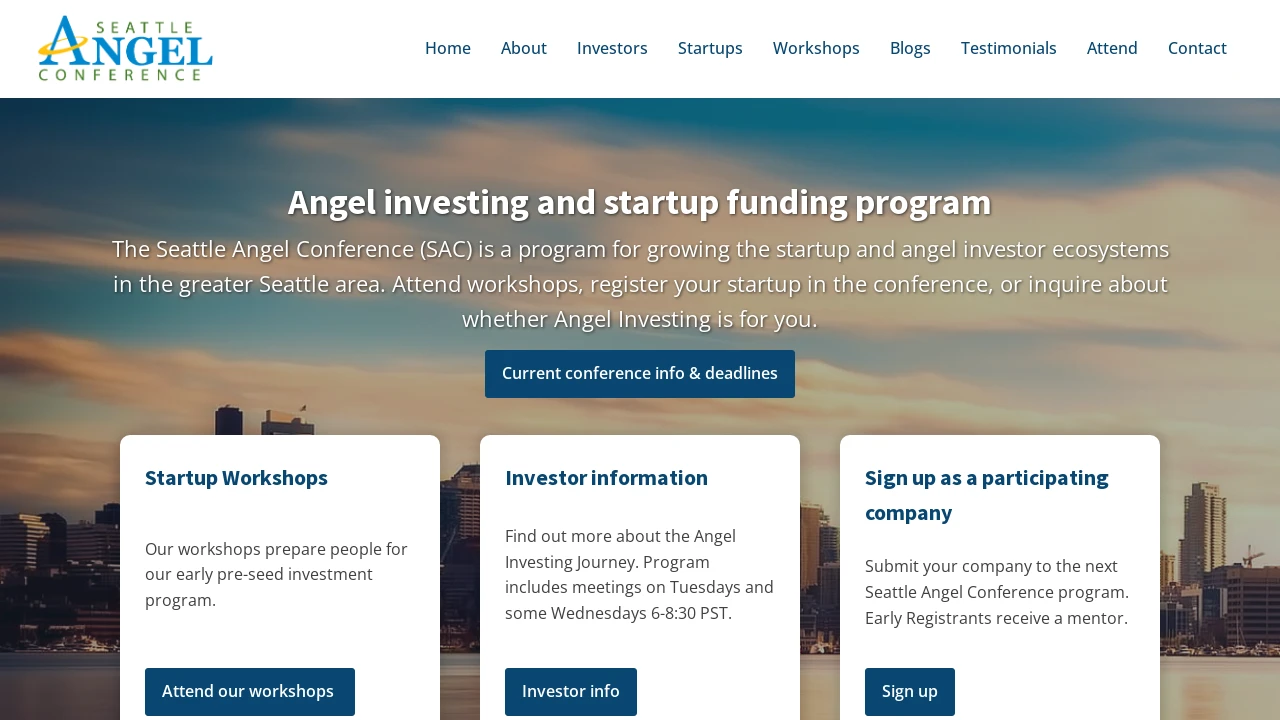 SEATTLE
ANGEL
CONFERENCE
Home
About
Investors
Startups
Workshops
Blogs
Testimonials
Attend
Contact
Angel investing and startup funding program
The Seattle Angel Conference (SAC) is a program for growing the startup and angel investor ecosystems
in the greater Seattle area. Attend workshops, register your startup in the conference, or inquire about
whether Angel Investing is for you.
Current conference info & deadlines
Startup Workshops
Our workshops prepare people for
our early pre-seed investment
program.
Attend our workshops
Investor information
Find out more about the Angel
Investing Journey. Program
includes meetings on Tuesdays and
some Wednesdays 6-8:30 PST.
Investor info
Sign up as a participating
company
Submit your company to the next
Seattle Angel Conference program.
Early Registrants receive a mentor.
Sign up